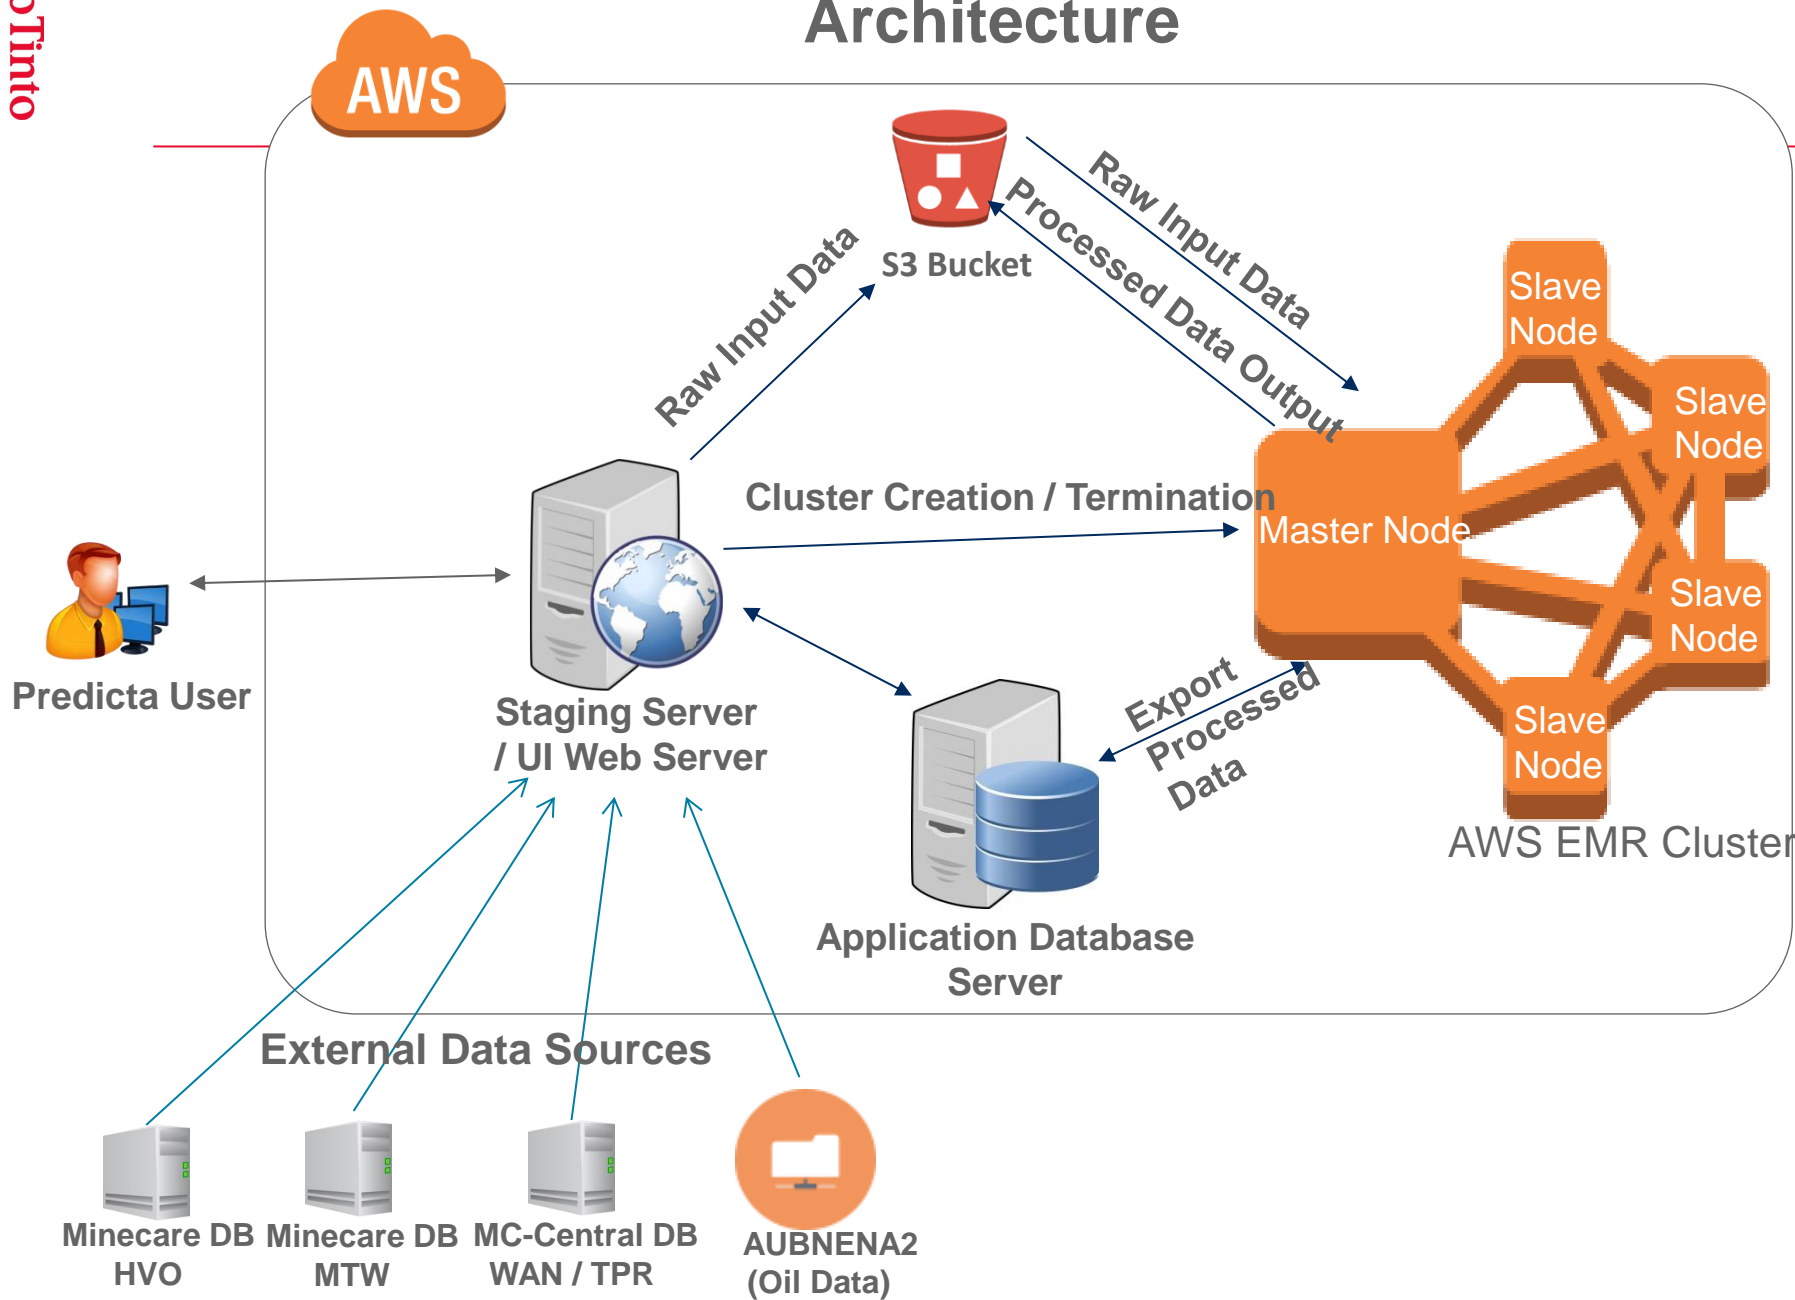 Architecture
oTinto
AWS
S3 Bucket
Raw Input Data
Processed Data Output
Raw Input Data
Slave
Node
Slave
Node
Cluster Creation / Termination
Master Node
Slave
Node
Predicta User
Staging Server
/ UI Web Server
Export
Processed
Data
Slave
Node
AWS EMR Cluster
Application Database
Server
External Data Sources
Minecare DB
HVO
Minecare DB
MTW
MC-Central DB
WAN / TPR
AUBNENA2
(Oil Data)